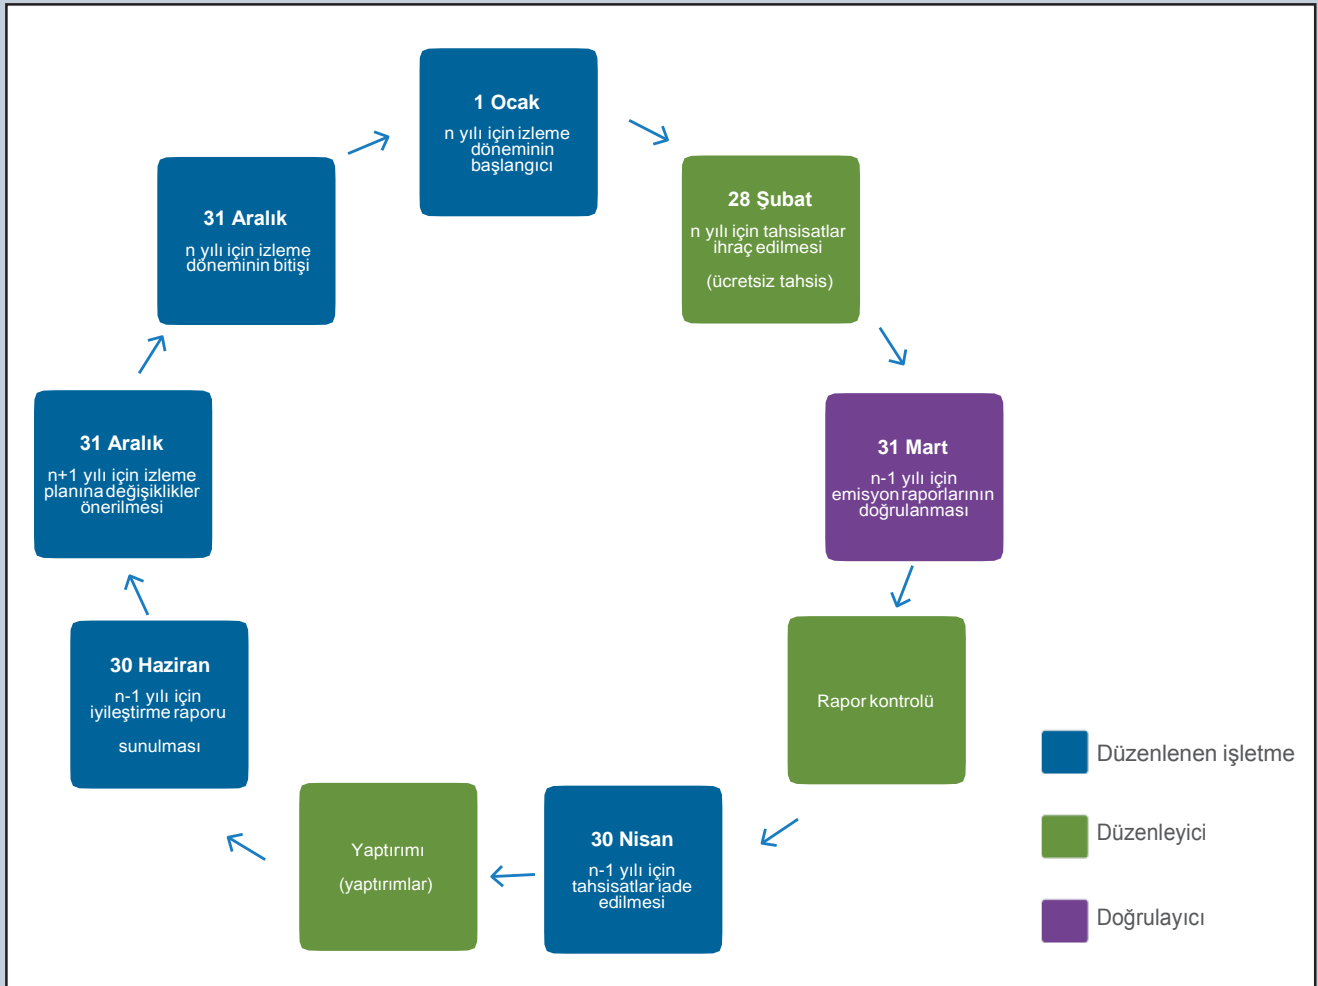 1 Ocak
n yılı için izleme
döneminin
başlangıcı
28 Şubat
n yılı için tahsisatlar
ihraç edilmesi
(ücretsiz tahsis)
31 Mart
n-1 yılı için
emisyon raporlarının
doğrulanması
Rapor kontrolü
30 Nisan
n-1 yılı için
tahsisatlar iade
edilmesi
Yaptırımı
(yaptırımlar)
30 Haziran
n-1 yılı için
iyileştirme raporu
sunulması
31 Aralık
n+1 yılı için izleme
planına değişiklikler
önerilmesi
31 Aralık
n yılı için izleme
döneminin bitişi
Düzenlenen işletme
Düzenleyici
Doğrulayıcı